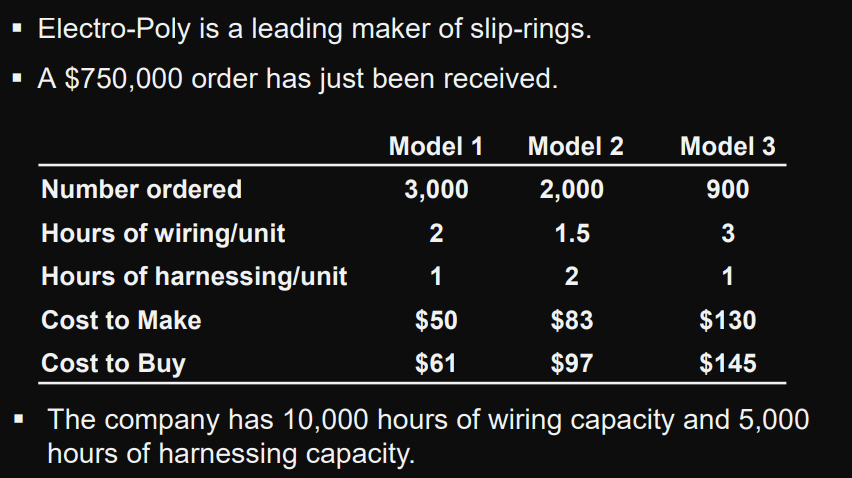 ▪ Electro-Poly is a leading maker of slip-rings.
▪ A $750,000 order has just been received.
Model 1 Model 2 Model 3
Number ordered 3,000 2,000 900
Hours of wiring/unit 2 1.5 3
Hours of harnessing/unit 1 2 1
Cost to Make $50 $83 $130
Cost to Buy $61 $97 $145
▪ The company has 10,000 hours of wiring capacity and 5,000
hours of harnessing capacity.